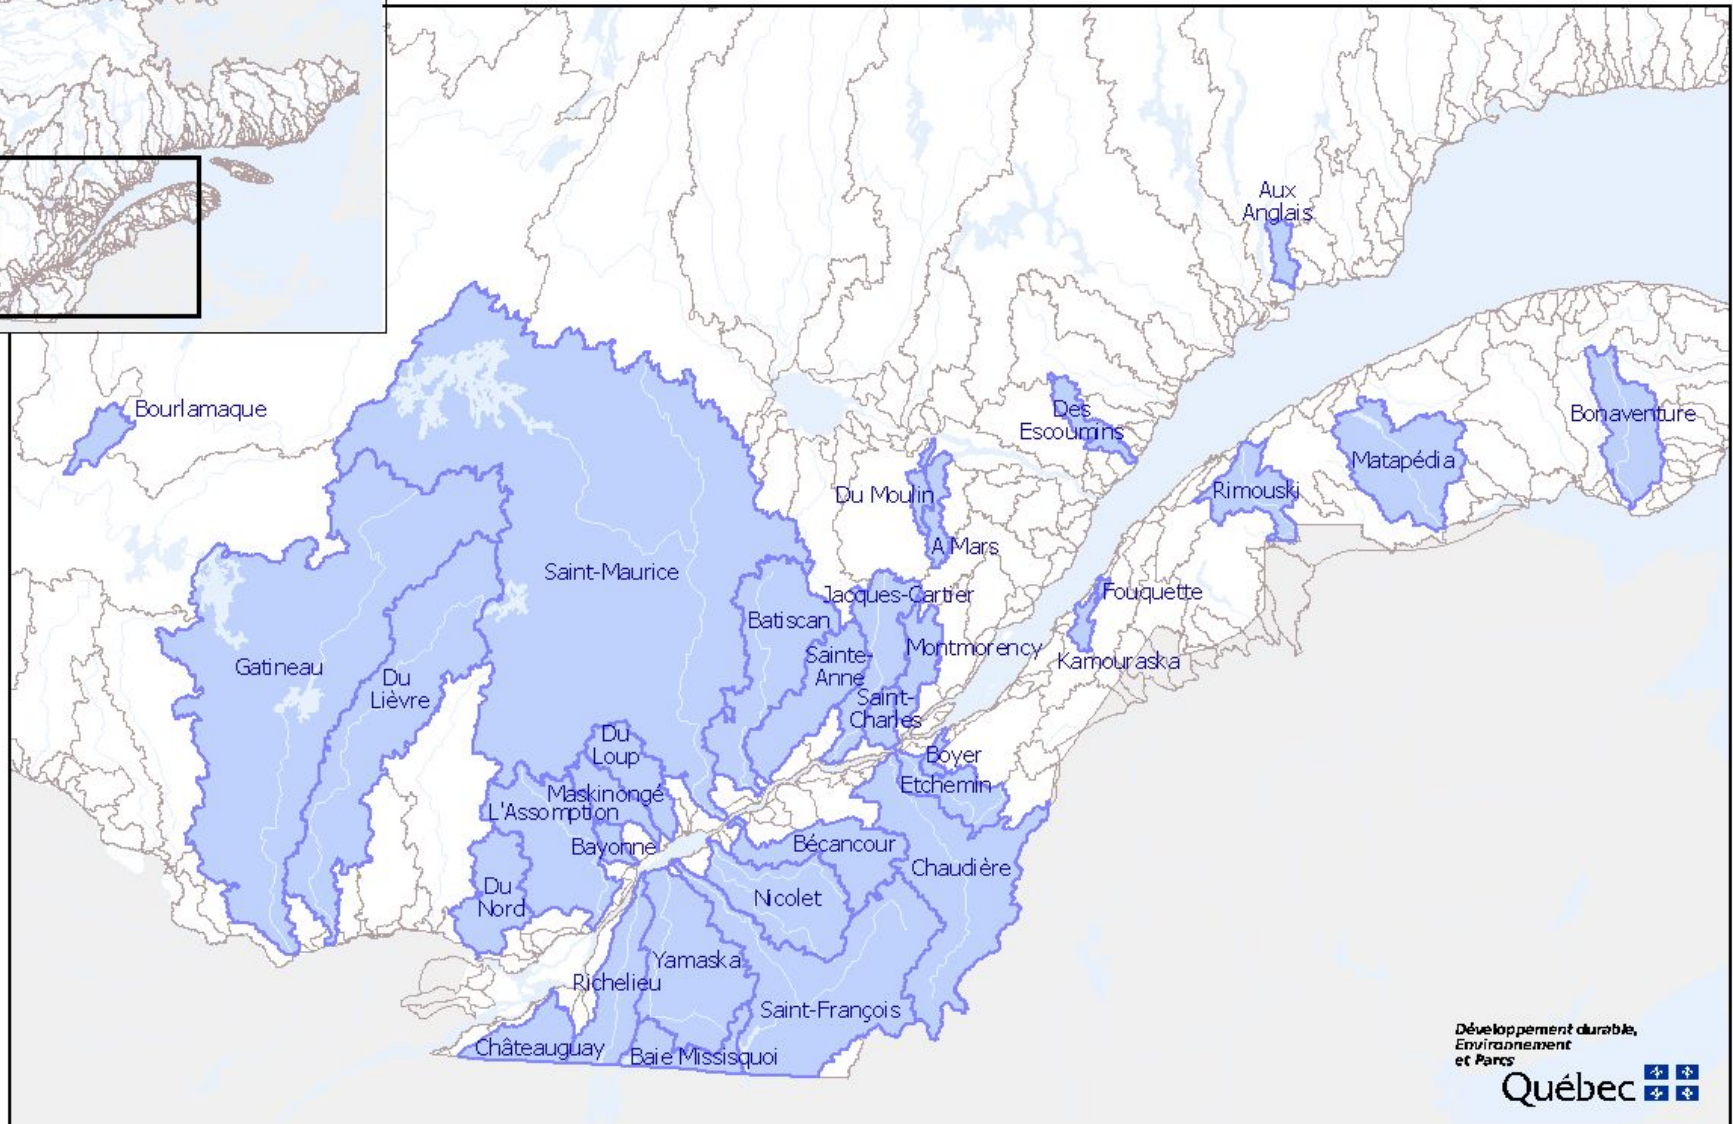 Aux
Anglais
Bourlamaque
Des
Escoumins
Bonaventure
Matapédia
Rimouski
Du Moulin
A Mars
Saint-Maurice
Jacques-Cartier
Fouquette
Batiscan
Montmorency
Kamouraska
Sainte-
Anne
Gatineau
Du
Lièvre
Saint-
Charles
Du
Loup
Boyer
Etchemin
Maskinongé
L'Assomption
Bayonne
Bécancour
Chaudière
Du
Nord
Nicolet
Yamaska
Richelieu
Saint-François
Châteauguay
Baie Missisquoi
Développement durable,
Environnement
et Parcs
Québec